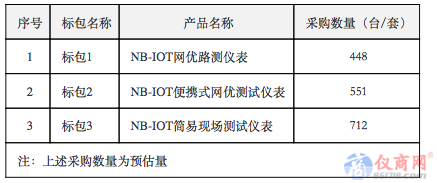 序号 标包名称 产品名称 采购数量（台/套）
1 标包1 NB-IOT网优路测仪表 448
2 标包2 NB-IOT便携式网优测试仪表 551
3 标包3 NB-IOT简易现场测试仪表 712
注：上述采购数量为预估量
仪商网
861718.com